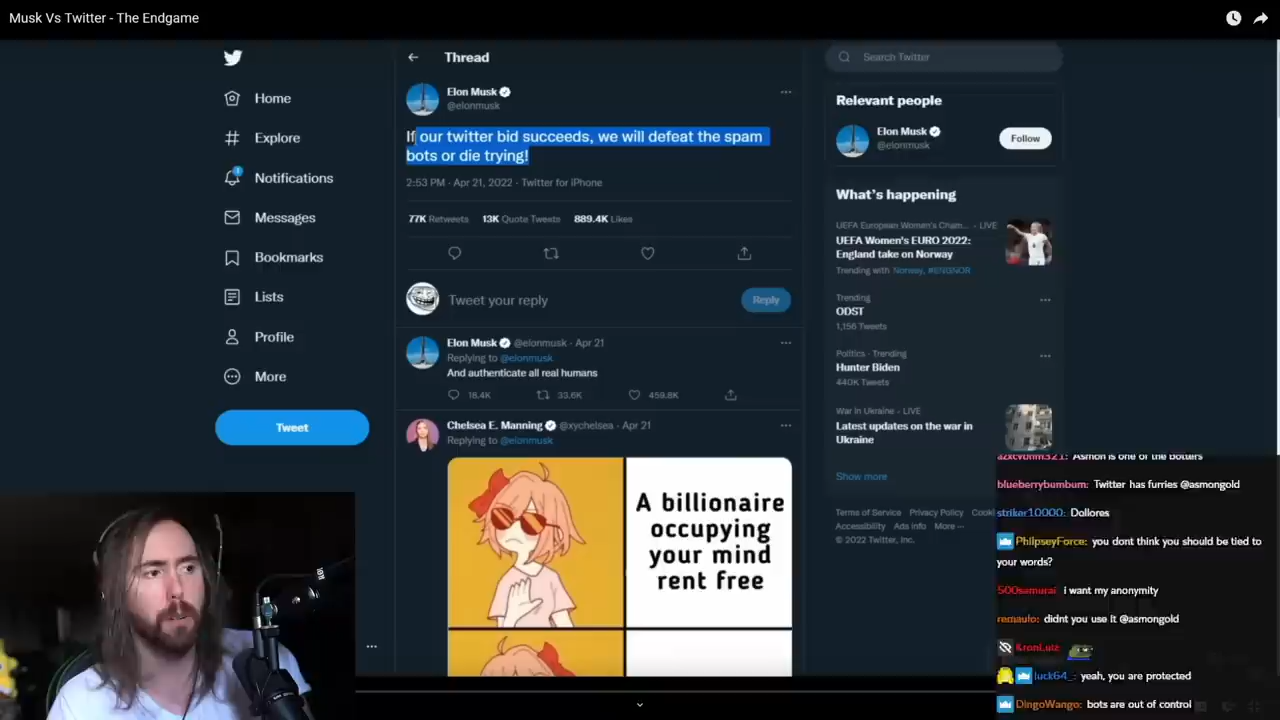 Musk Vs Twitter - The Endgame
Home
Explore
Notifications
Messages
Bookmarks
Lists
Profile
More
Tweet
Thread
Elon Musk
@elonmusk
If our twitter bid succeeds, we will defeat the spam
bots or die trying!
2:53 PM · Apr 21, 2022 · Twitter for iPhone
77K Retweets 13K Quote Tweets 889.4K Likes
Tweet your reply
Reply
Elon Musk @elonmusk · Apr 21
Replying to @elonmusk
And authenticate all real humans
18.4K 33.6K 459.8K
Chelsea E. Manning @xychelsea · Apr 21
Replying to @elonmusk
A billionaire
occupying
your mind
rent free
Search Twitter
Relevant people
Elon Musk
@elonmusk
Follow
What's happening
UEFA European Women's Cham... · LIVE
UEFA Women's EURO 2022:
England take on Norway
Trending with Norway, #ENGNOR
Trending
ODST
1,156 Tweets
Politics · Trending
Hunter Biden
440K Tweets
War in Ukraine · LIVE
Latest updates on the war in
Ukraine
Show more
Terms of Service Privacy Policy Cooki
Accessibility Ads info More ...
© 2022 Twitter, Inc.
Asmon is one of the botters
blueberrybumbum: Twitter has furries @asmongold
striker10000: Dollores
PhilpseyForce: you dont think you should be tied to
your words?
500samurai: i want my anonymity
remaulo: didnt you use it @asmongold
KronLutz:
luck64_: yeah, you are protected
DingoWango: bots are out of control